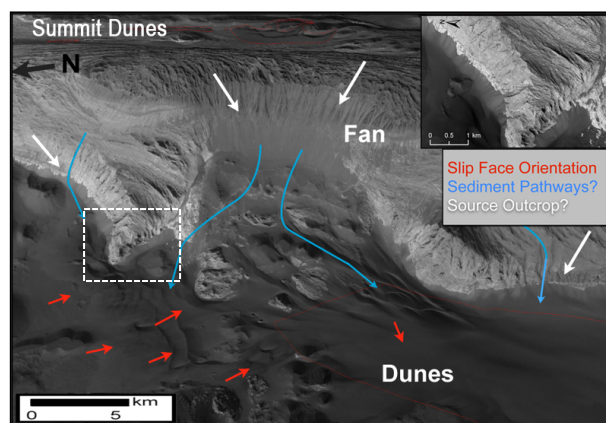 Summit Dunes
N
Fan
0 0.5 1 km
Slip Face Orientation
Sediment Pathways?
Source Outcrop?
Dunes
km
0 5